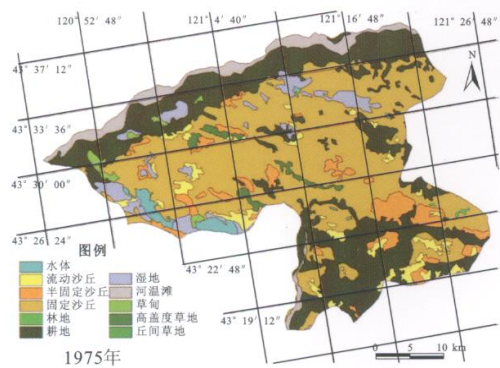 120° 52′ 48″
121° 4′ 40″
121° 16′ 48″
121° 26′ 48″
43° 37′ 12″
N
43° 33′ 36″
43° 30′ 00″
43° 26′ 24″
图例
43° 22′ 48″
水体
流动沙丘
湿地
半固定沙丘
河温滩
固定沙丘
草甸
43° 19′ 12″
林地
高盖度草地
耕地
丘间草地
0 5 10 km
1975年